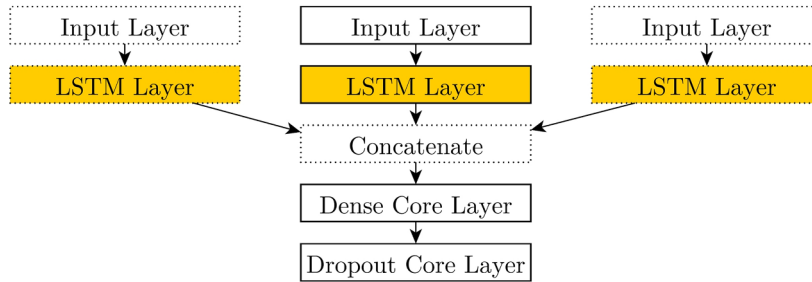 Input Layer
Input Layer
Input Layer
LSTM Layer
LSTM Layer
LSTM Layer
Concatenate
Dense Core Layer
Dropout Core Layer